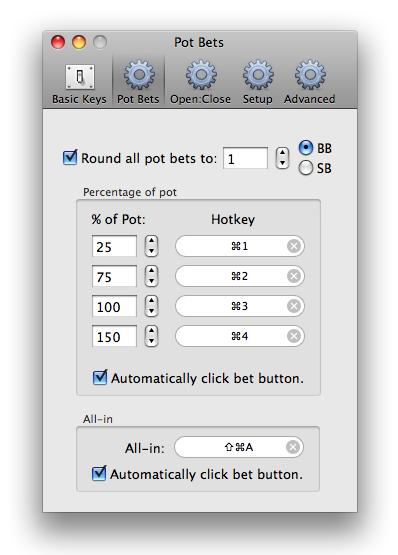 Pot Bets
Basic Keys Pot Bets Open:Close Setup Advanced
Round all pot bets to: 1 BB
SB
Percentage of pot
% of Pot: Hotkey
25 ⌘1
75 ⌘2
100 ⌘3
150 ⌘4
Automatically click bet button.
All-in
All-in: ⇧⌘A
Automatically click bet button.